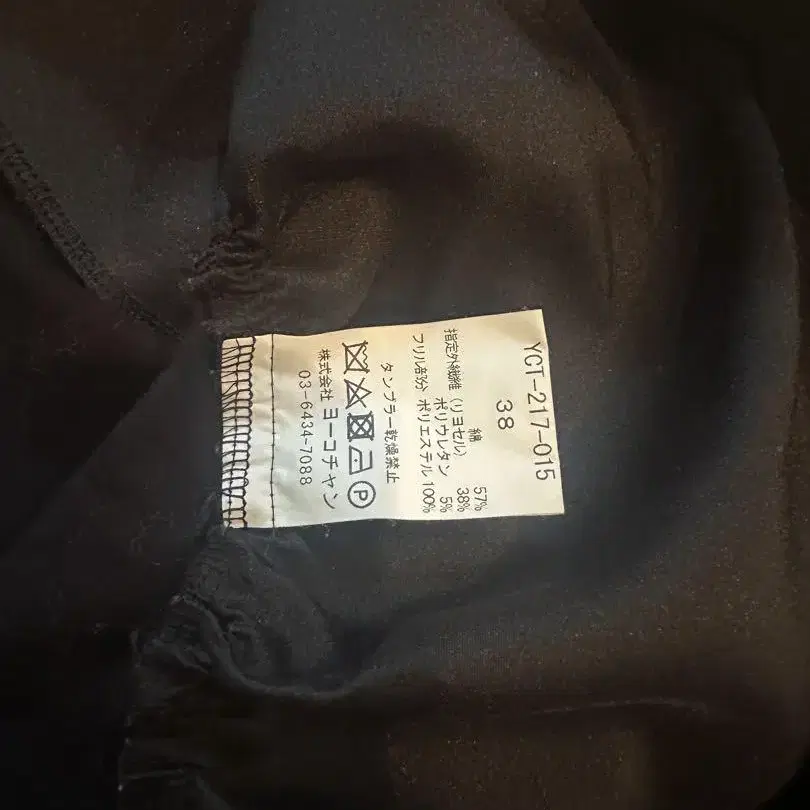 YCT-217-015
38
綿 57%
指定外繊維 (リヨセル) 38%
ポリウレタン 5%
フリル部分 ポリエステル 100%
タンブラー乾燥禁止
P
株式会社 ヨーコチャン
03-6434-7088